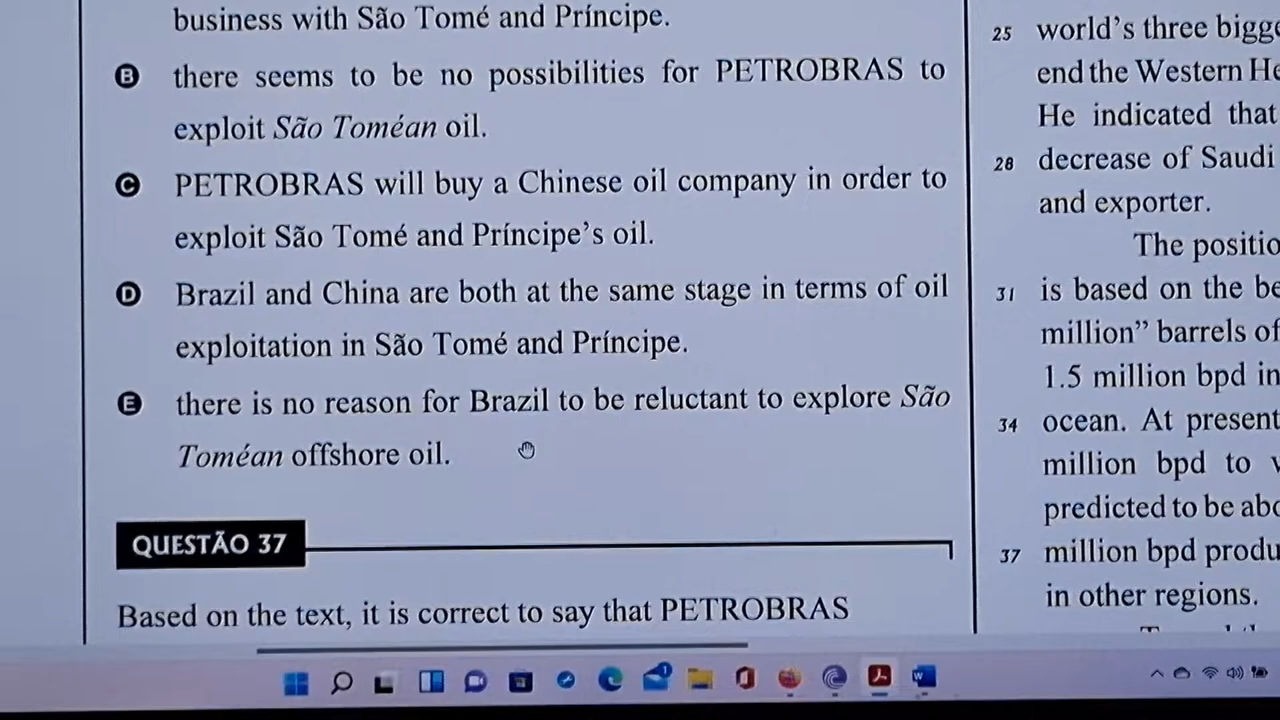 business with São Tomé and Príncipe.
B there seems to be no possibilities for PETROBRAS to
exploit São Toméan oil.
C PETROBRAS will buy a Chinese oil company in order to
exploit São Tomé and Príncipe’s oil.
D Brazil and China are both at the same stage in terms of oil
exploitation in São Tomé and Príncipe.
E there is no reason for Brazil to be reluctant to explore São
Toméan offshore oil.
QUESTÃO 37
Based on the text, it is correct to say that PETROBRAS
25 world’s three
end the Western
He indicated that
28 decrease of Saudi
and exporter.
The
31 is based on the
million” barrels of
1.5 million bpd in
34 ocean. At present
million bpd to
predicted to be
37 million bpd
in other regions.